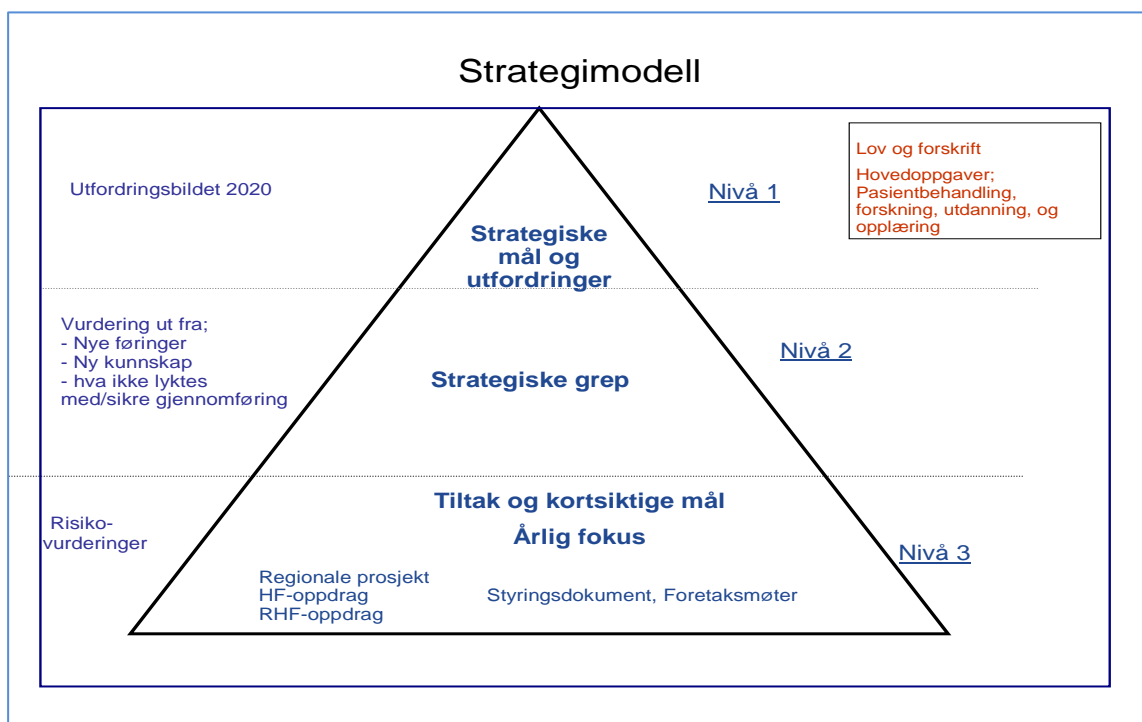 Strategimodell
Utfordringsbildet 2020
Nivå 1
Lov og forskrift
Hovedoppgaver;
Pasientbehandling,
forskning, utdanning, og
opplæring
Strategiske
mål og
utfordringer
Vurdering ut fra;
- Nye føringer
- Ny kunnskap
- hva ikke lyktes
med/sikre gjennomføring
Strategiske grep
Nivå 2
Tiltak og kortsiktige mål
Årlig fokus
Risiko-
vurderinger
Nivå 3
Regionale prosjekt
HF-oppdrag
RHF-oppdrag
Styringsdokument, Foretaksmøter